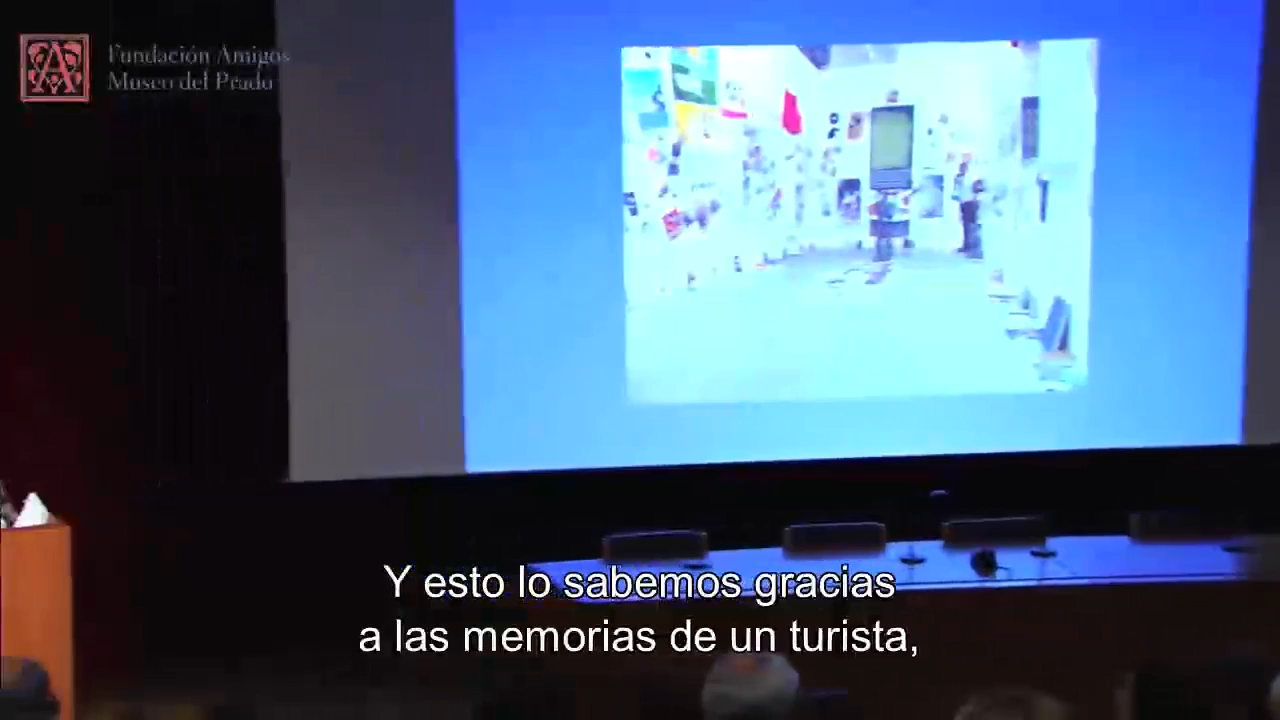 Fundación Amigos
Museo del Prado
Y esto lo sabemos gracias
a las memorias de un turista,